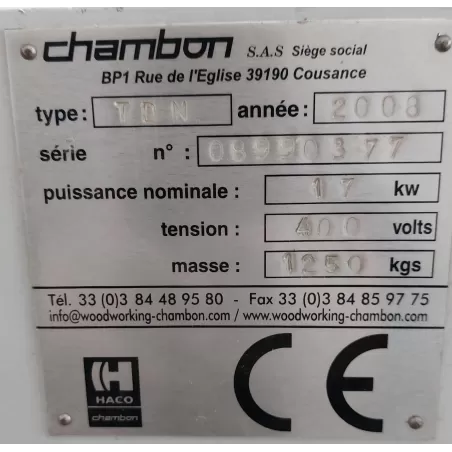 chambon S.A.S Siège social
BP1 Rue de l'Eglise 39190 Cousance
type: TDN année: 2008
série n°: 08950377
puissance nominale: 17 kw
tension: 400 volts
masse: 1250 kgs
Tél. 33 (0)3 84 48 95 80 - Fax 33 (0)3 84 85 97 75
info@woodworking-chambon.com / www.woodworking-chambon.com
CE
H
HACO
chambon